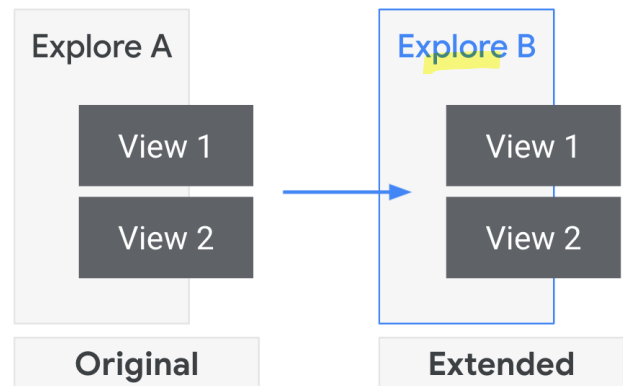 Explore A
View 1
View 2
Original
Explore B
View 1
View 2
Extended